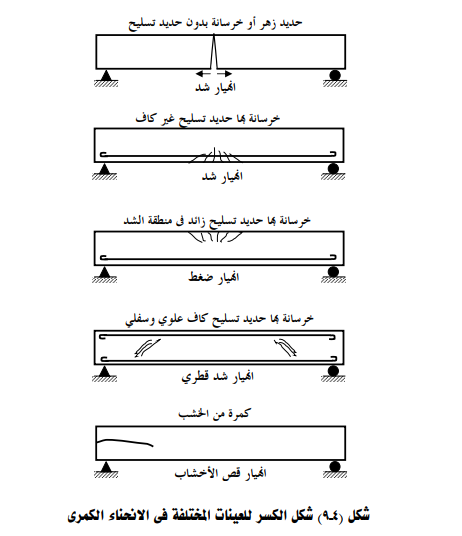 حديد زهر أو خرسانة بدون حديد تسليح
انهيار شد
خرسانة بها حديد تسليح غير كاف
انهيار شد
خرسانة بها حديد تسليح زائد فى منطقة الشد
انهيار ضغط
خرسانة بها حديد تسليح كاف علوي وسفلي
انهيار شد قطري
كمرة من الخشب
انهيار قص الأخشاب
شكل (٤-٩) شكل الكسر للعينات المختلفة فى الانحناء الكمرى